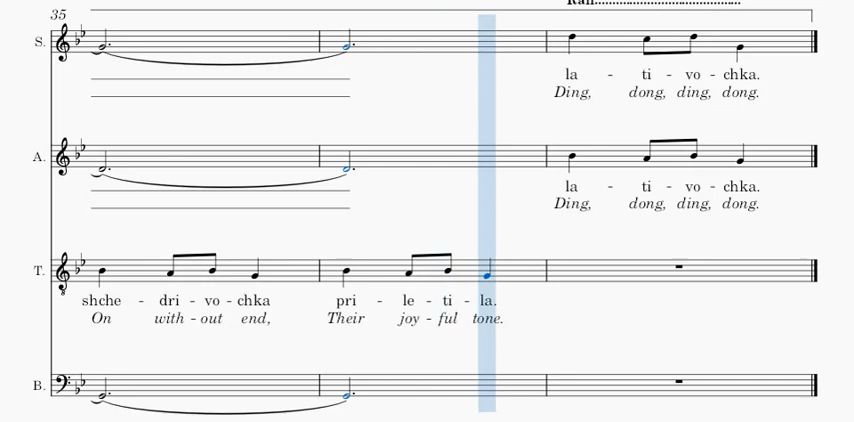 Rall...........................................
35
S.
la - ti - vo - chka.
Ding, dong, ding, dong.
A.
la - ti - vo - chka.
Ding, dong, ding, dong.
T.
shche - dri - vo - chka pri - le - ti - la.
On with - out end, Their joy - ful tone.
B.